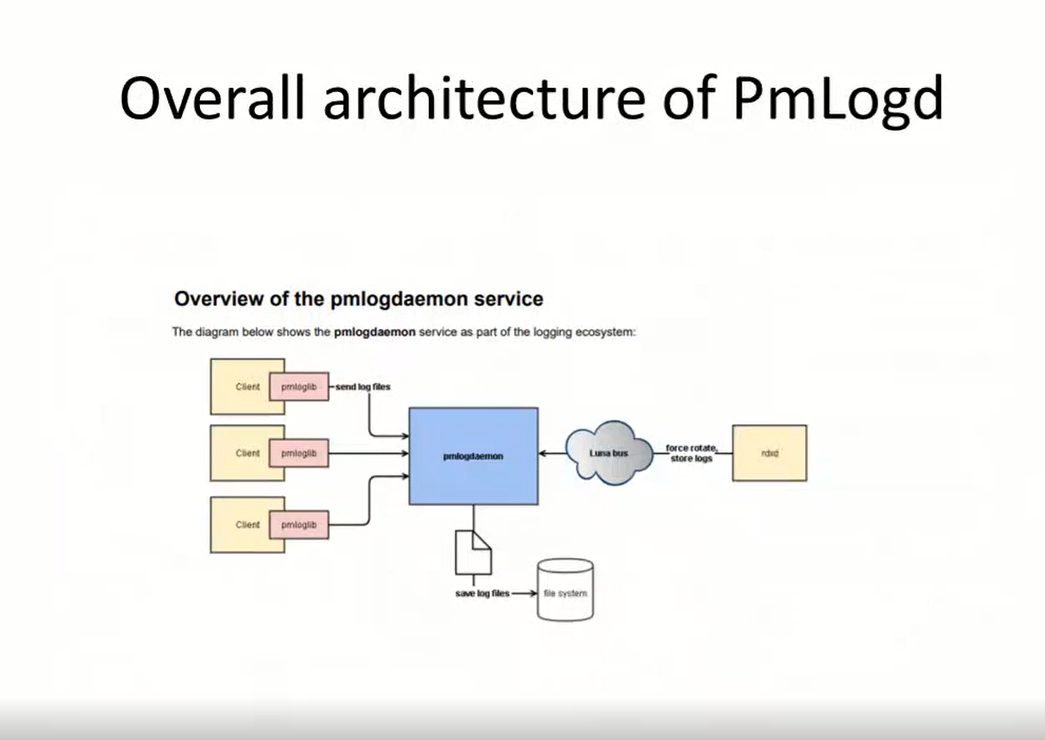 Overall architecture of PmLogd
Overview of the pmlogdaemon service
The diagram below shows the pmlogdaemon service as part of the logging ecosystem:
Client
pmloglib
send log files
Client
pmloglib
pmlogdaemon
Luna bus
force rotate,
store logs
rdxd
Client
pmloglib
save log files
file system